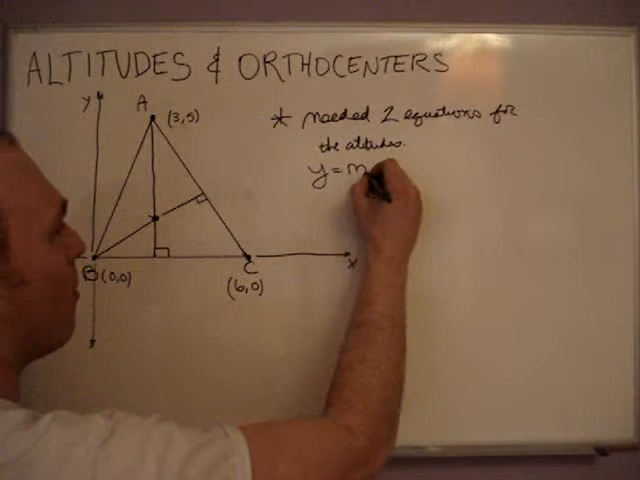 ALTITUDES & ORTHOCENTERS
y
A
(3,5)
* needed 2 equations for
the altitudes.
y=m
B(0,0)
C
x
(6,0)